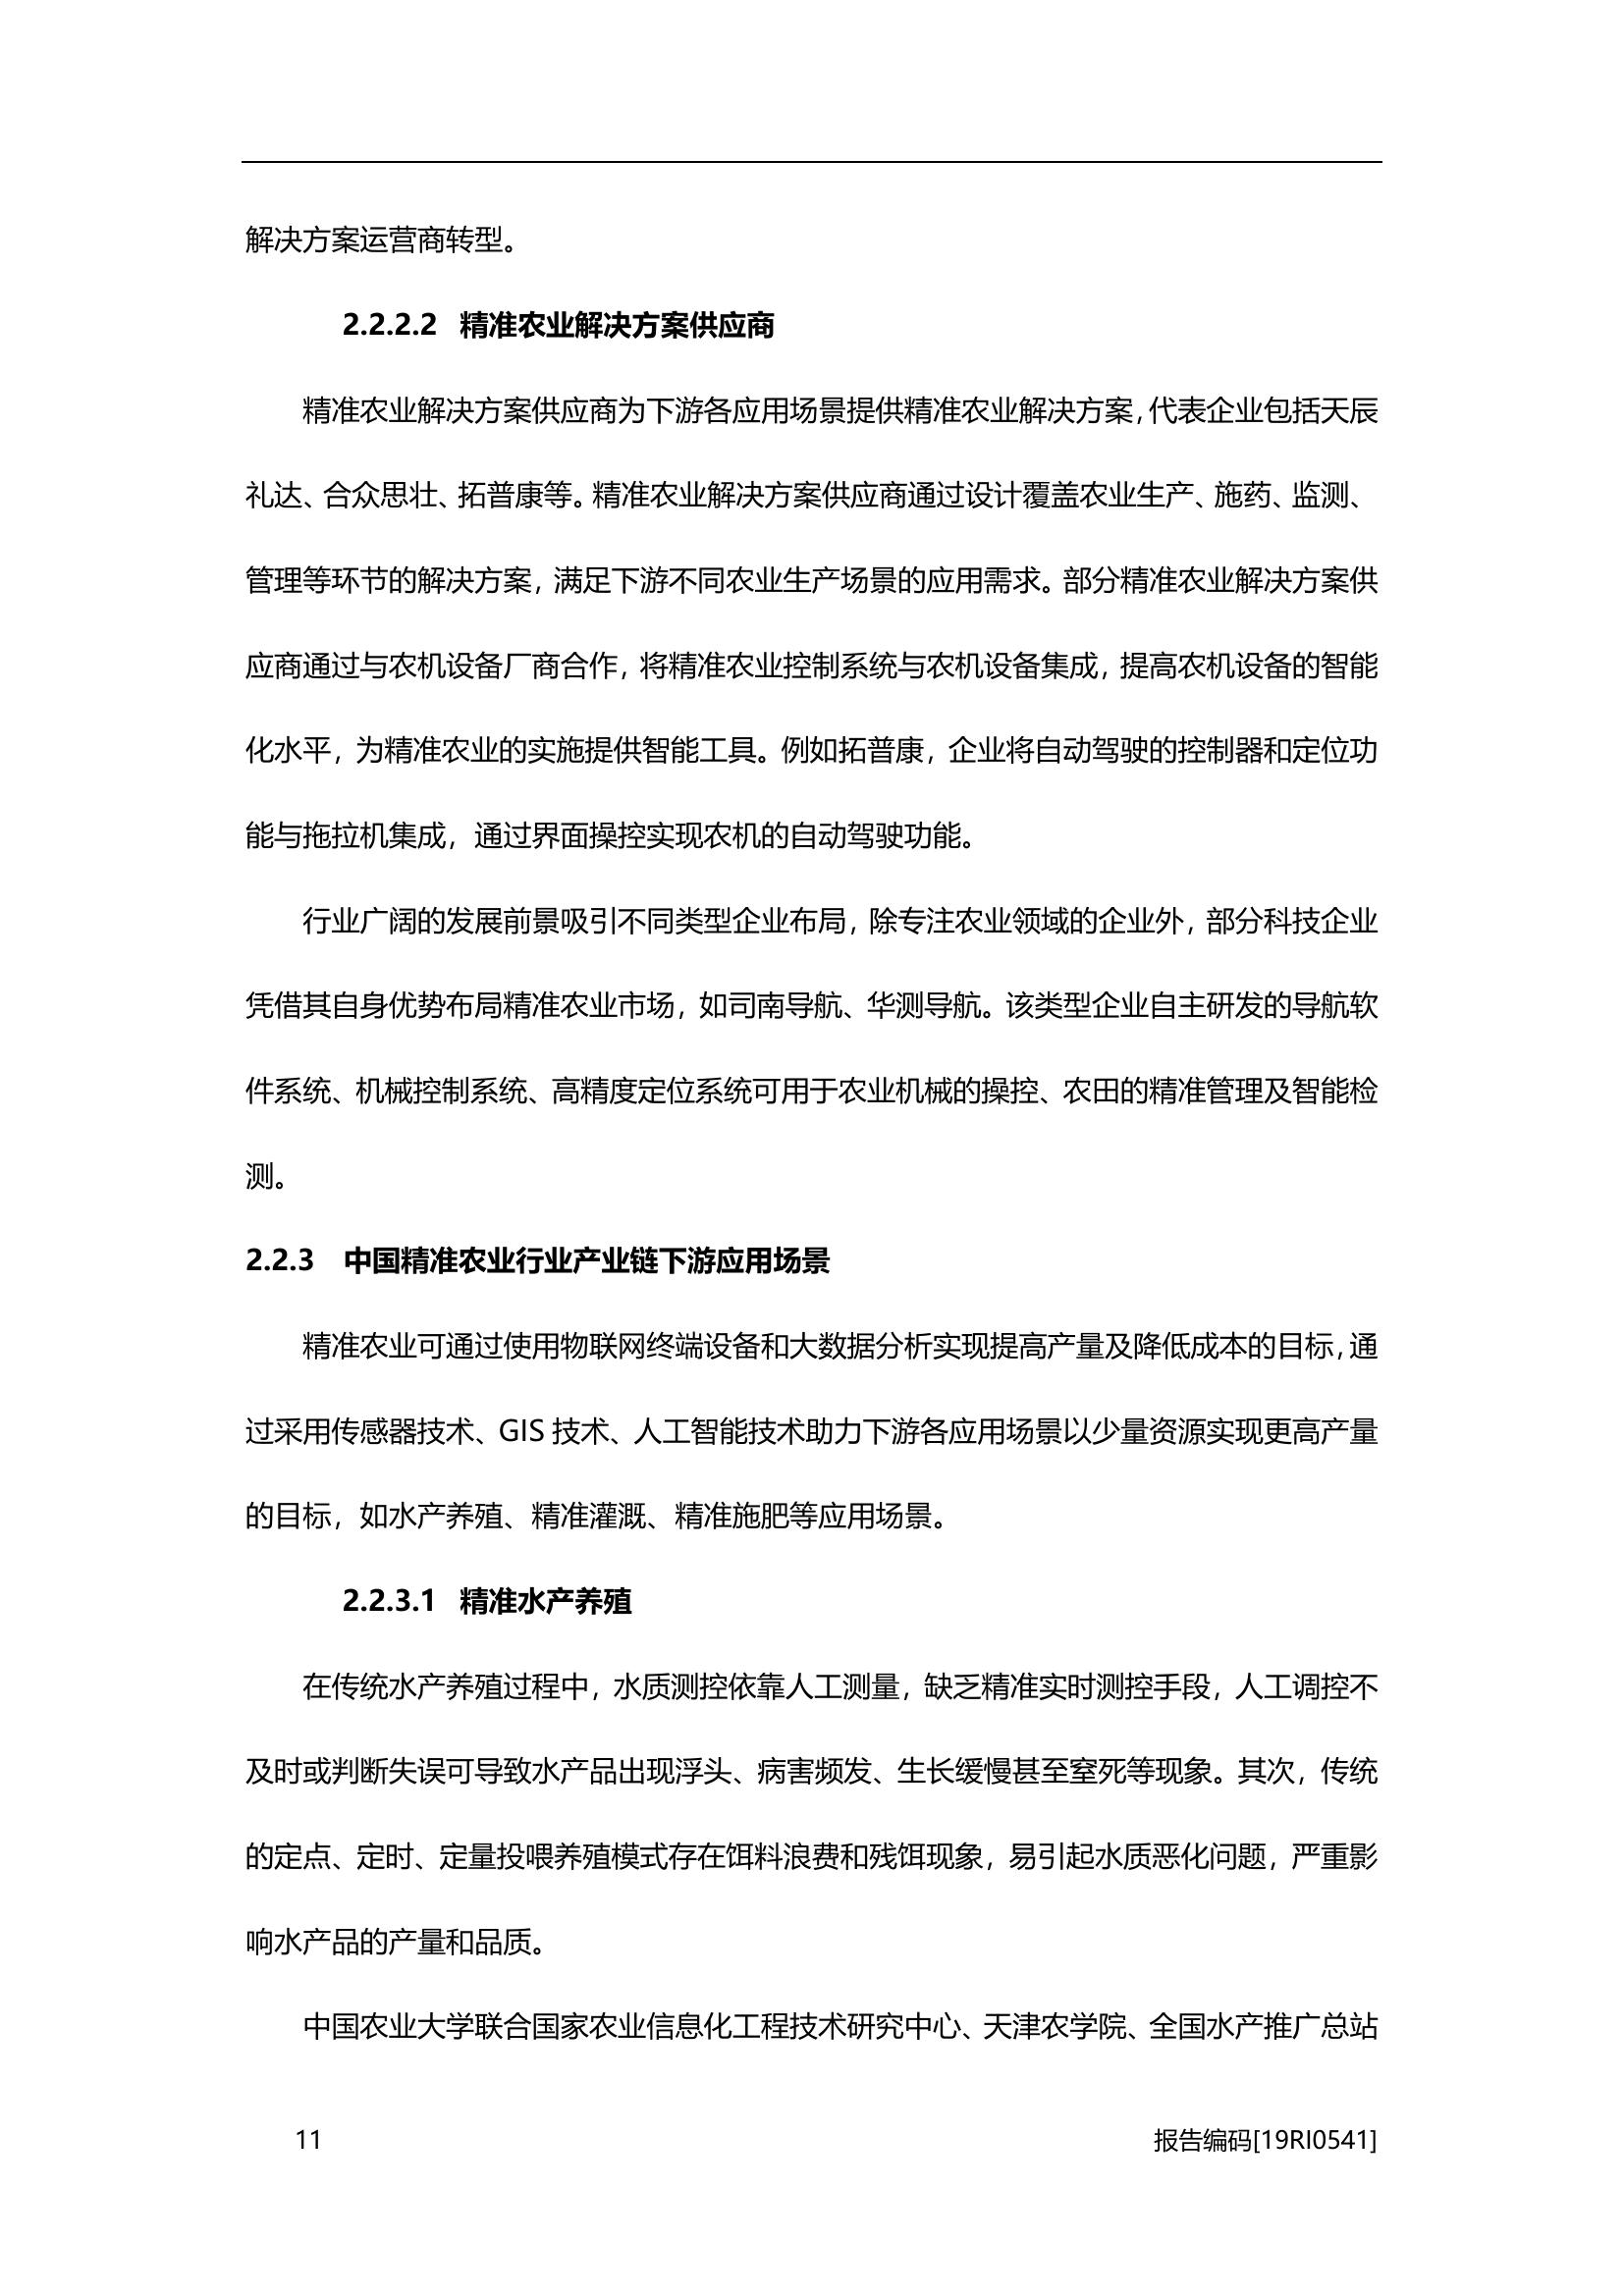 解决方案运营商转型。
2.2.2.2 精准农业解决方案供应商
精准农业解决方案供应商为下游各应用场景提供精准农业解决方案，代表企业包括天辰
礼达、合众思壮、拓普康等。精准农业解决方案供应商通过设计覆盖农业生产、施药、监测、
管理等环节的解决方案，满足下游不同农业生产场景的应用需求。部分精准农业解决方案供
应商通过与农机设备厂商合作，将精准农业控制系统与农机设备集成，提高农机设备的智能
化水平，为精准农业的实施提供智能工具。例如拓普康，企业将自动驾驶的控制器和定位功
能与拖拉机集成，通过界面操控实现农机的自动驾驶功能。
行业广阔的发展前景吸引不同类型企业布局，除专注农业领域的企业外，部分科技企业
凭借其自身优势布局精准农业市场，如司南导航、华测导航。该类型企业自主研发的导航软
件系统、机械控制系统、高精度定位系统可用于农业机械的操控、农田的精准管理及智能检
测。
2.2.3 中国精准农业行业产业链下游应用场景
精准农业可通过使用物联网终端设备和大数据分析实现提高产量及降低成本的目标，通
过采用传感器技术、GIS 技术、人工智能技术助力下游各应用场景以少量资源实现更高产量
的目标，如水产养殖、精准灌溉、精准施肥等应用场景。
2.2.3.1 精准水产养殖
在传统水产养殖过程中，水质测控依靠人工测量，缺乏精准实时测控手段，人工调控不
及时或判断失误可导致水产品出现浮头、病害频发、生长缓慢甚至窒死等现象。其次，传统
的定点、定时、定量投喂养殖模式存在饵料浪费和残饵现象，易引起水质恶化问题，严重影
响水产品的产量和品质。
中国农业大学联合国家农业信息化工程技术研究中心、天津农学院、全国水产推广总站
11 报告编码[19RI0541]